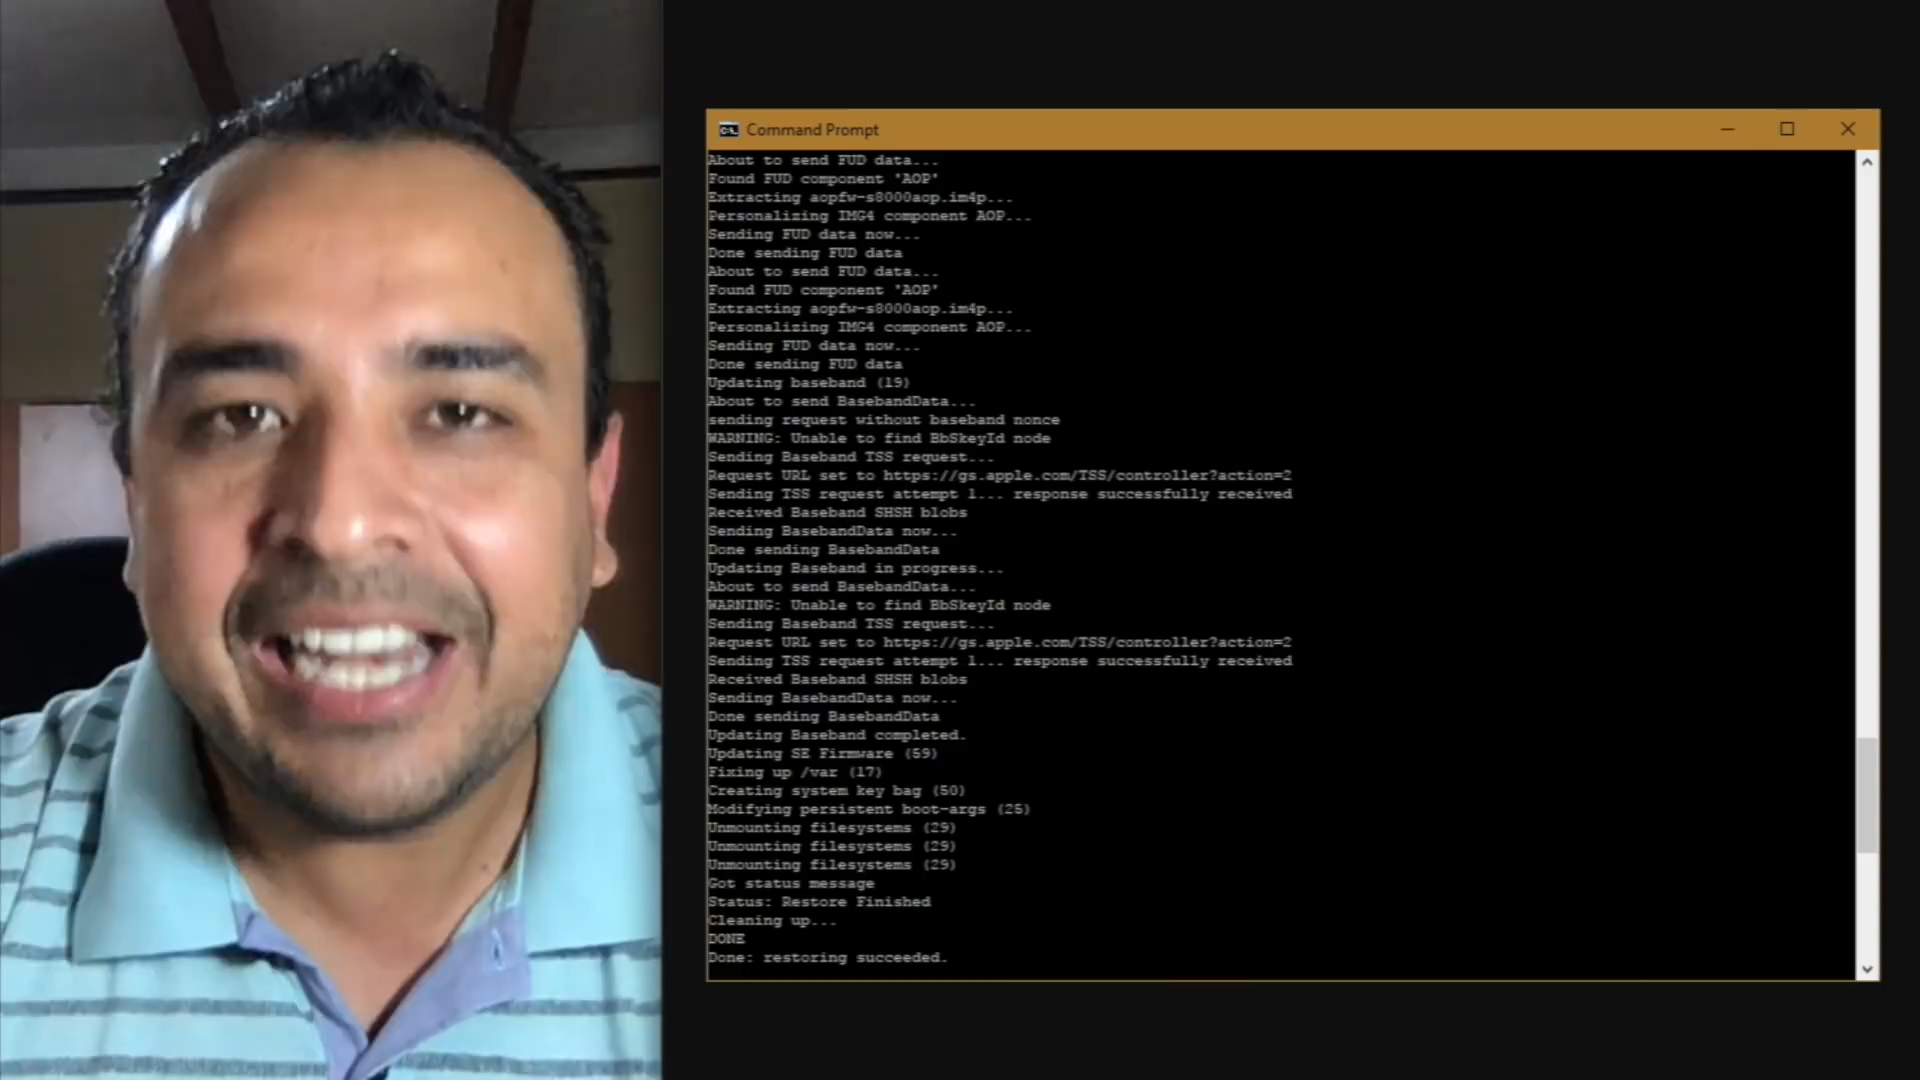 Command Prompt
About to send FUD data...
Found FUD component 'AOP'
Extracting aopfw-s8000aop.im4p...
Personalizing IMG4 component AOP...
Sending FUD data now...
Done sending FUD data
About to send FUD data...
Found FUD component 'AOP'
Extracting aopfw-s8000aop.im4p...
Personalizing IMG4 component AOP...
Sending FUD data now...
Done sending FUD data
Updating baseband (19)
About to send BasebandData...
sending request without baseband nonce
WARNING: Unable to find BbSkeyId node
Sending Baseband TSS request...
Request URL set to https://gs.apple.com/TSS/controller?action=2
Sending TSS request attempt 1... response successfully received
Received Baseband SHSH blobs
Sending BasebandData now...
Done sending BasebandData
Updating Baseband in progress...
About to send BasebandData...
WARNING: Unable to find BbSkeyId node
Sending Baseband TSS request...
Request URL set to https://gs.apple.com/TSS/controller?action=2
Sending TSS request attempt 1... response successfully received
Received Baseband SHSH blobs
Sending BasebandData now...
Done sending BasebandData
Updating Baseband completed.
Updating SE Firmware (59)
Fixing up /var (17)
Creating system key bag (50)
Modifying persistent boot-args (25)
Unmounting filesystems (29)
Unmounting filesystems (29)
Unmounting filesystems (29)
Got status message
Status: Restore Finished
Cleaning up...
DONE
Done: restoring succeeded.